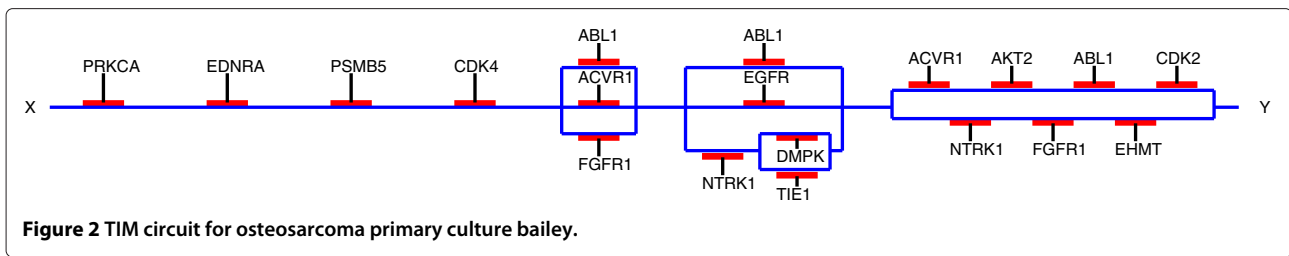 ABL1 ABL1
ACVR1 AKT2 ABL1 CDK2
PRKCA EDNRA PSMB5 CDK4 ACVR1 EGFR
X Y
FGFR1 DMPK NTRK1 FGFR1 EHMT
NTRK1 TIE1
Figure 2 TIM circuit for osteosarcoma primary culture bailey.